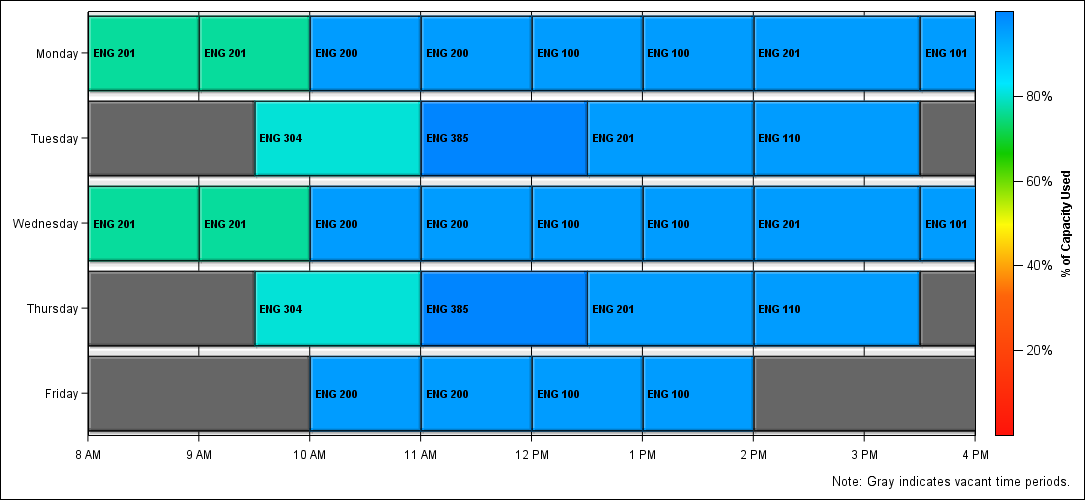 Monday ENG 201 ENG 201 ENG 200 ENG 200 ENG 100 ENG 100 ENG 201 ENG 101
Tuesday ENG 304 ENG 385 ENG 201 ENG 110
Wednesday ENG 201 ENG 201 ENG 200 ENG 200 ENG 100 ENG 100 ENG 201 ENG 101
Thursday ENG 304 ENG 385 ENG 201 ENG 110
Friday ENG 200 ENG 200 ENG 100 ENG 100
8 AM 9 AM 10 AM 11 AM 12 PM 1 PM 2 PM 3 PM 4 PM
80%
60%
40%
20%
% of Capacity Used
Note: Gray indicates vacant time periods.